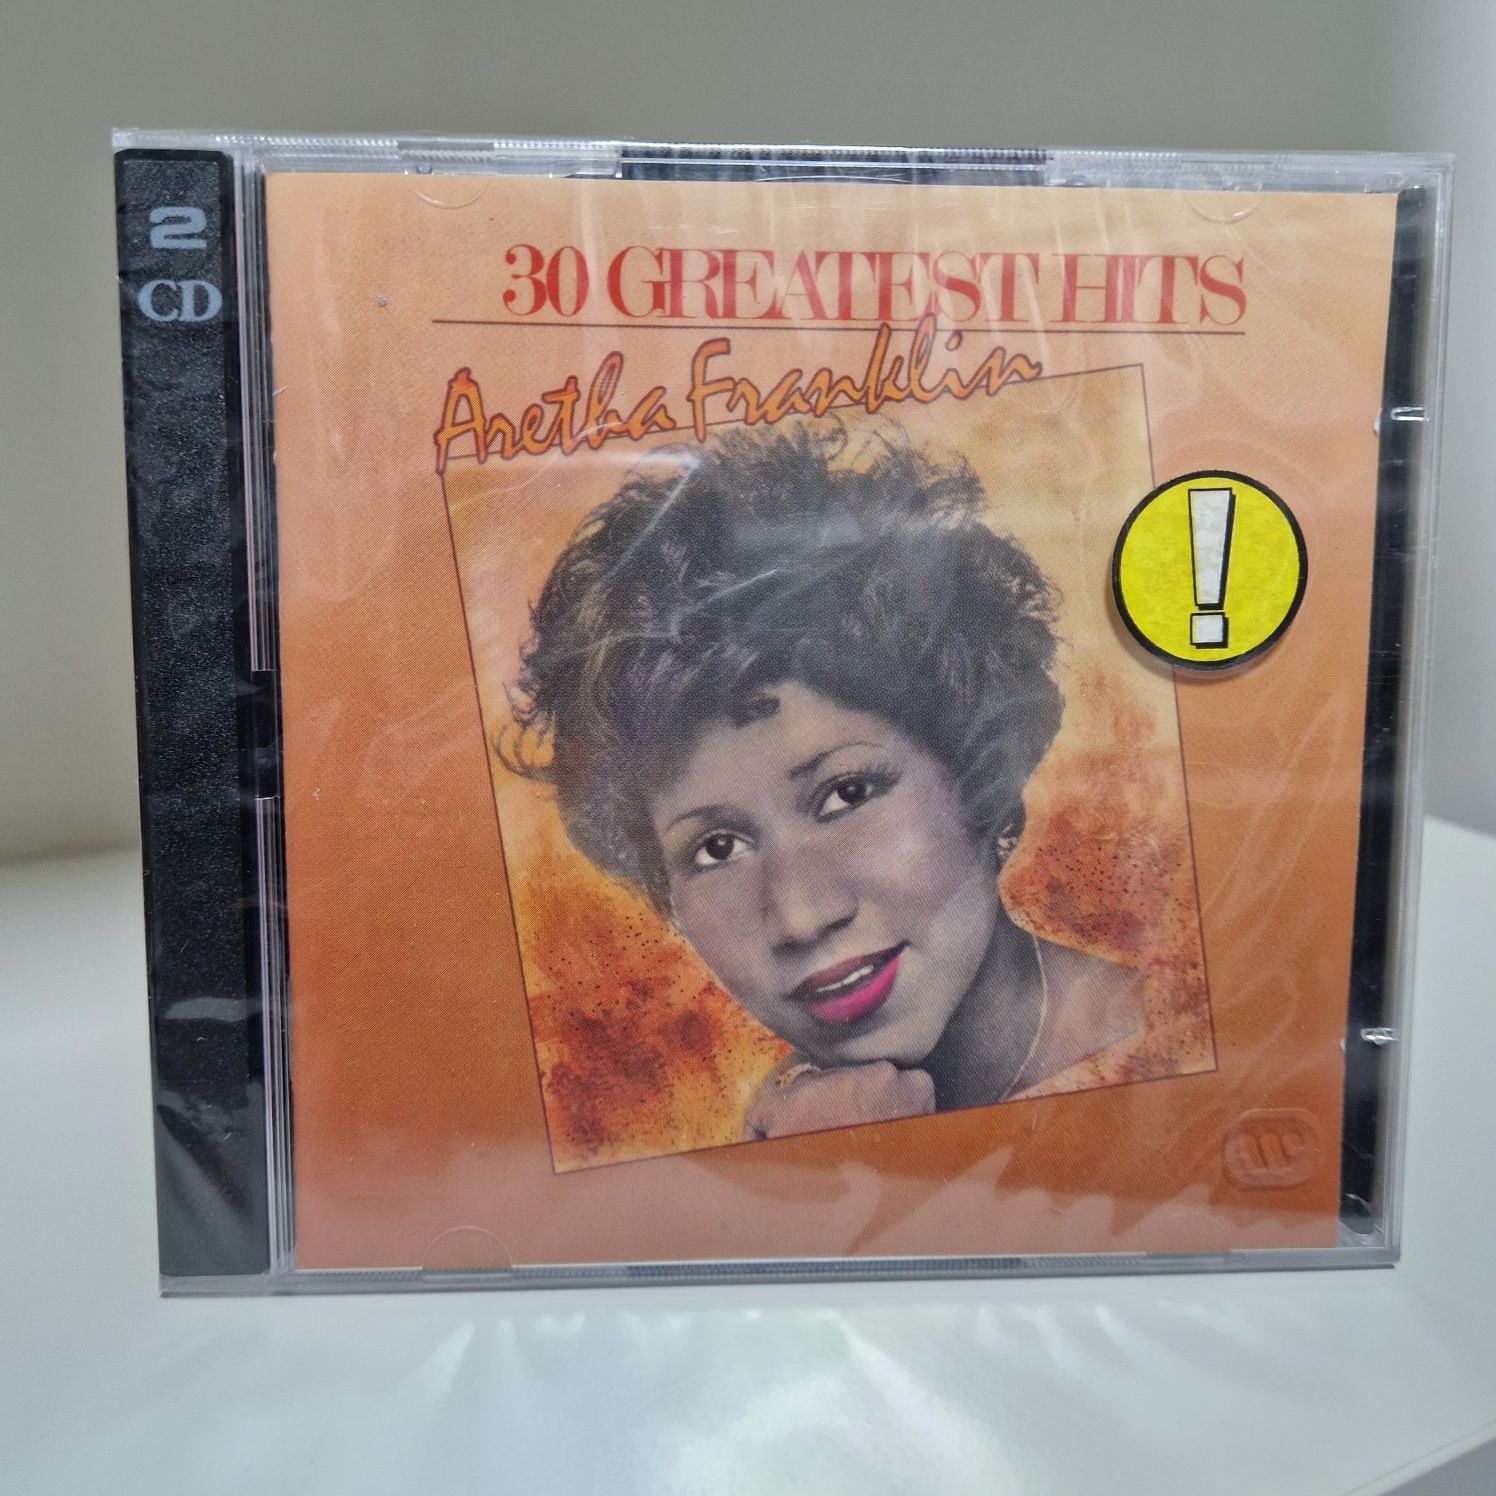 2
CD
30 GREATEST HITS
Aretha Franklin
!